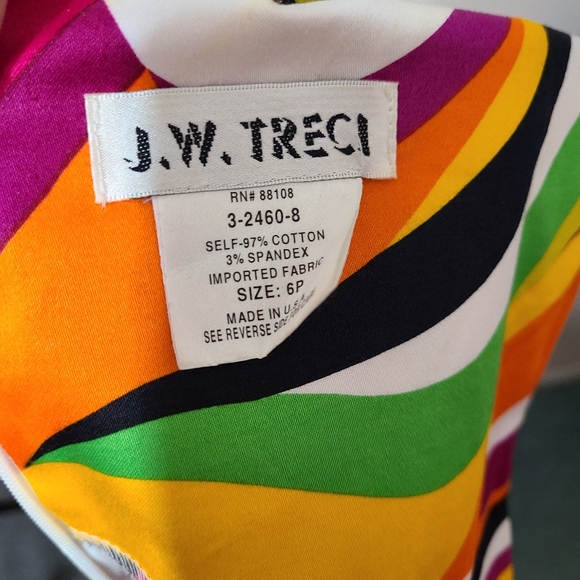 J.W. TRECI
RN# 88108
3-2460-8
SELF-97% COTTON
3% SPANDEX
IMPORTED FABRIC
SIZE: 6P
MADE IN U.S.A.
SEE REVERSE SIDE FOR